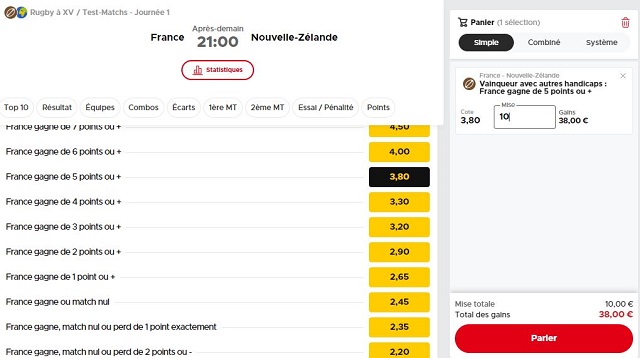 Rugby à XV / Test-Matchs - Journée 1
Après-demain
France 21:00 Nouvelle-Zélande
Statistiques
Top 10 Résultat Équipes Combos Écarts 1ère MT 2ème MT Essai / Pénalité Points
France gagne de 7 points ou + 4,50
France gagne de 6 points ou + 4,00
France gagne de 5 points ou + 3,80
France gagne de 4 points ou + 3,30
France gagne de 3 points ou + 3,20
France gagne de 2 points ou + 2,90
France gagne de 1 point ou + 2,65
France gagne ou match nul 2,45
France gagne, match nul ou perd de 1 point exactement 2,35
France gagne, match nul ou perd de 2 points ou - 2,20
Panier (1 sélection)
Simple Combiné Système
France - Nouvelle-Zélande
Vainqueur avec autres handicaps :
France gagne de 5 points ou +
Cote Mise Gains
3,80 10 38,00 €
Mise totale 10,00 €
Total des gains 38,00 €
Parier